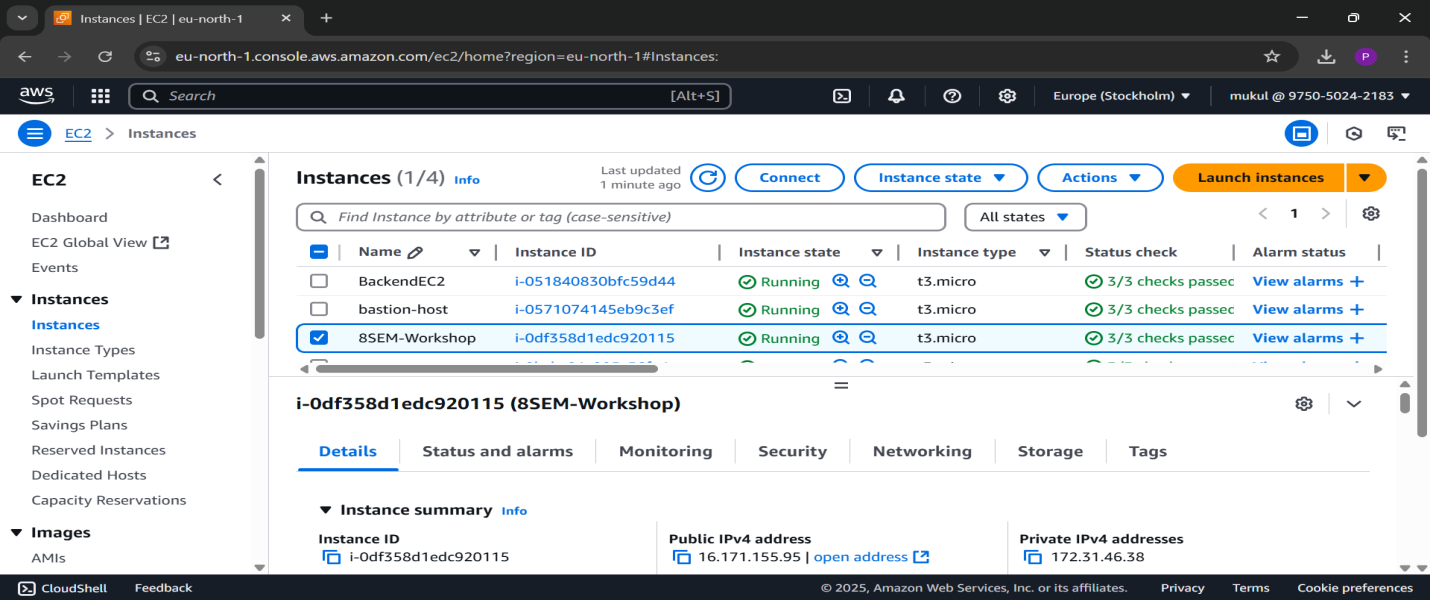 Instances | EC2 | eu-north-1
eu-north-1.console.aws.amazon.com/ec2/home?region=eu-north-1#Instances:
P
aws
Search [Alt+S]
Europe (Stockholm)
mukul @ 9750-5024-2183
EC2 > Instances
EC2
Dashboard
EC2 Global View
Events
Instances
Instances
Instance Types
Launch Templates
Spot Requests
Savings Plans
Reserved Instances
Dedicated Hosts
Capacity Reservations
Images
AMIs
Instances (1/4) Info
Last updated
1 minute ago
Connect
Instance state
Actions
Launch instances
Find Instance by attribute or tag (case-sensitive)
All states
1
Name Instance ID Instance state Instance type Status check Alarm status
BackendEC2 i-051840830bfc59d44 Running t3.micro 3/3 checks passec View alarms +
bastion-host i-0571074145eb9c3ef Running t3.micro 3/3 checks passec View alarms +
8SEM-Workshop i-0df358d1edc920115 Running t3.micro 3/3 checks passec View alarms +
i-0df358d1edc920115 (8SEM-Workshop)
Details
Status and alarms
Monitoring
Security
Networking
Storage
Tags
Instance summary Info
Instance ID
i-0df358d1edc920115
Public IPv4 address
16.171.155.95 | open address
Private IPv4 addresses
172.31.46.38
CloudShell
Feedback
© 2025, Amazon Web Services, Inc. or its affiliates.
Privacy
Terms
Cookie preferences